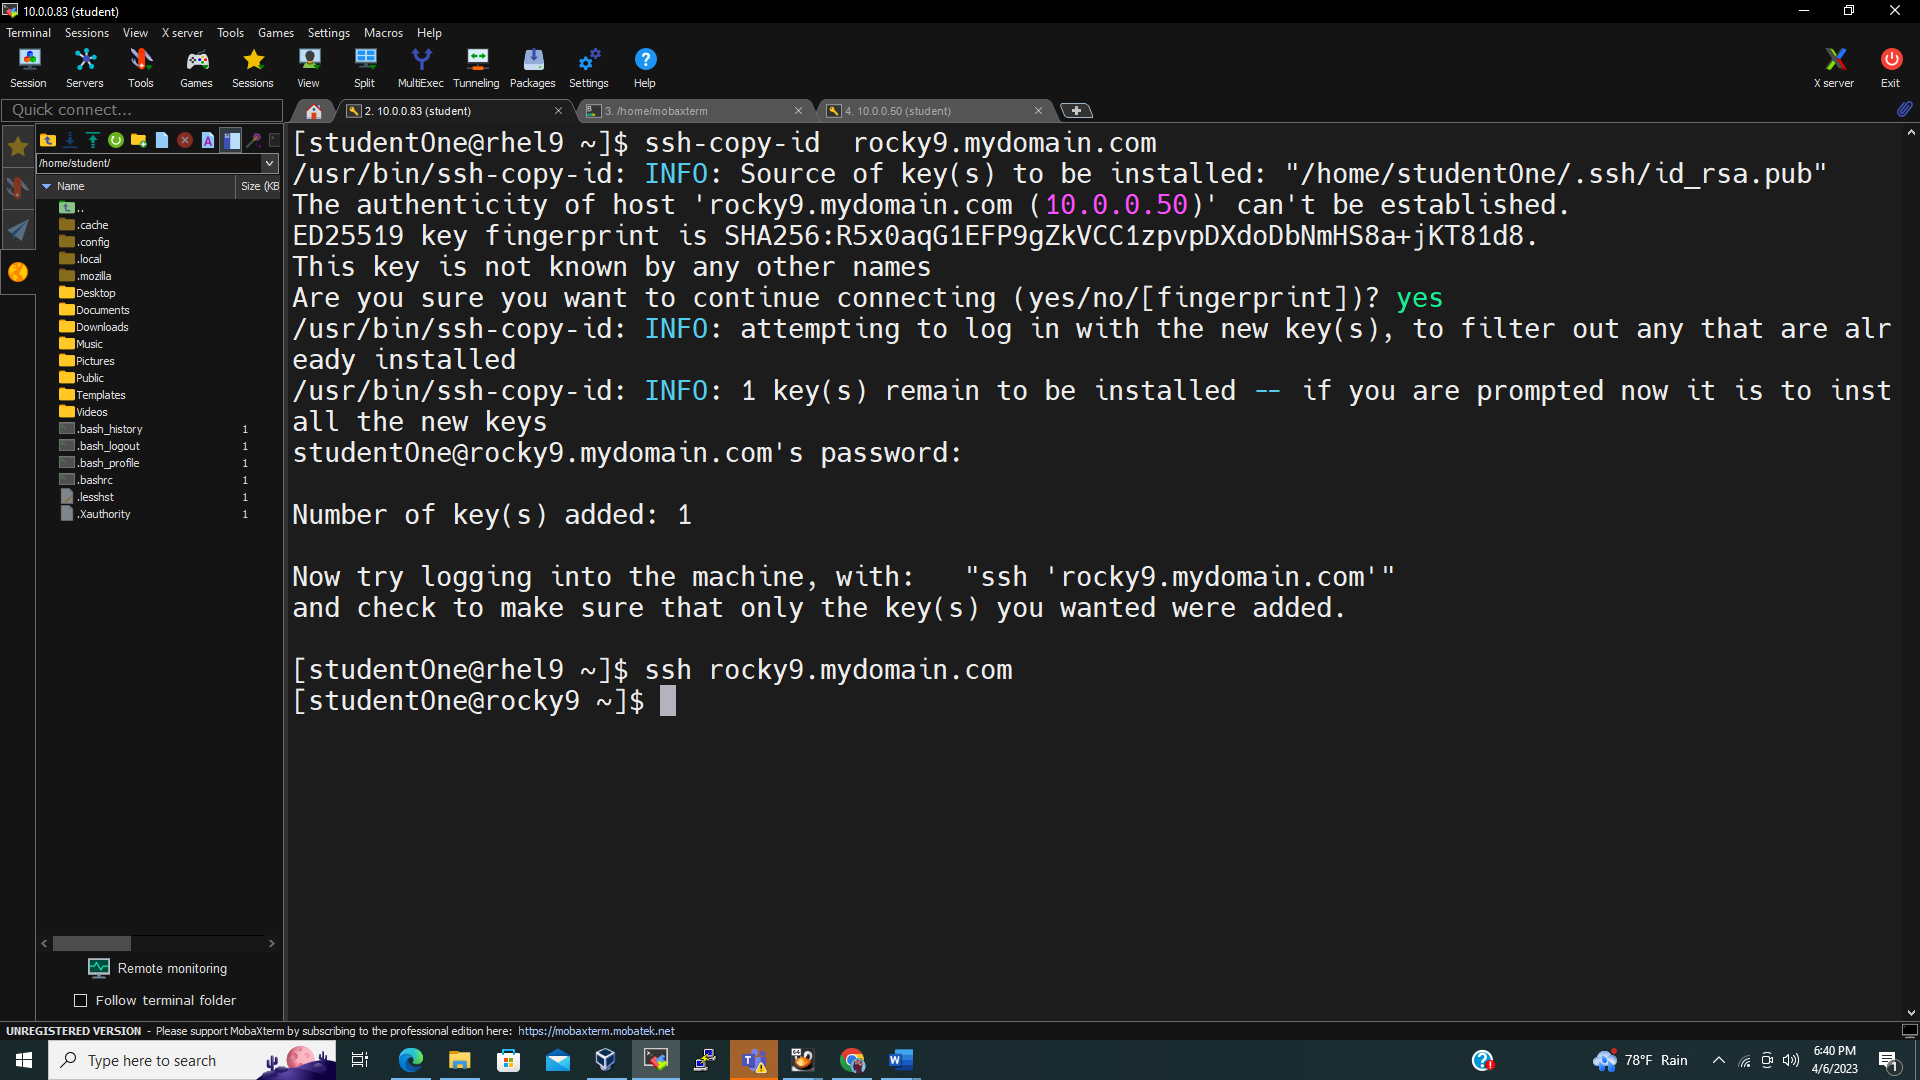 10.0.0.83 (student)
Terminal Sessions View X server Tools Games Settings Macros Help
Session Servers Tools Games Sessions View Split MultiExec Tunneling Packages Settings Help X server Exit
Quick connect...
2. 10.0.0.83 (student)
3. /home/mobaxterm
4. 10.0.0.50 (student)
/home/student/
Name Size (KB
..
.cache
.config
.local
.mozilla
Desktop
Documents
Downloads
Music
Pictures
Public
Templates
Videos
.bash_history 1
.bash_logout 1
.bash_profile 1
.bashrc 1
.lesshst 1
.Xauthority 1
Remote monitoring
Follow terminal folder
[studentOne@rhel9 ~]$ ssh-copy-id  rocky9.mydomain.com
/usr/bin/ssh-copy-id: INFO: Source of key(s) to be installed: "/home/studentOne/.ssh/id_rsa.pub"
The authenticity of host 'rocky9.mydomain.com (10.0.0.50)' can't be established.
ED25519 key fingerprint is SHA256:R5x0aqG1EFP9gZkVCC1zpvpDXdoDbNmHS8a+jKT81d8.
This key is not known by any other names
Are you sure you want to continue connecting (yes/no/[fingerprint])? yes
/usr/bin/ssh-copy-id: INFO: attempting to log in with the new key(s), to filter out any that are alr
eady installed
/usr/bin/ssh-copy-id: INFO: 1 key(s) remain to be installed -- if you are prompted now it is to inst
all the new keys
studentOne@rocky9.mydomain.com's password:
Number of key(s) added: 1
Now try logging into the machine, with:   "ssh 'rocky9.mydomain.com'"
and check to make sure that only the key(s) you wanted were added.
[studentOne@rhel9 ~]$ ssh rocky9.mydomain.com
[studentOne@rocky9 ~]$
UNREGISTERED VERSION - Please support MobaXterm by subscribing to the professional edition here: https://mobaxterm.mobatek.net
Type here to search
78°F Rain
6:40 PM
4/6/2023
1